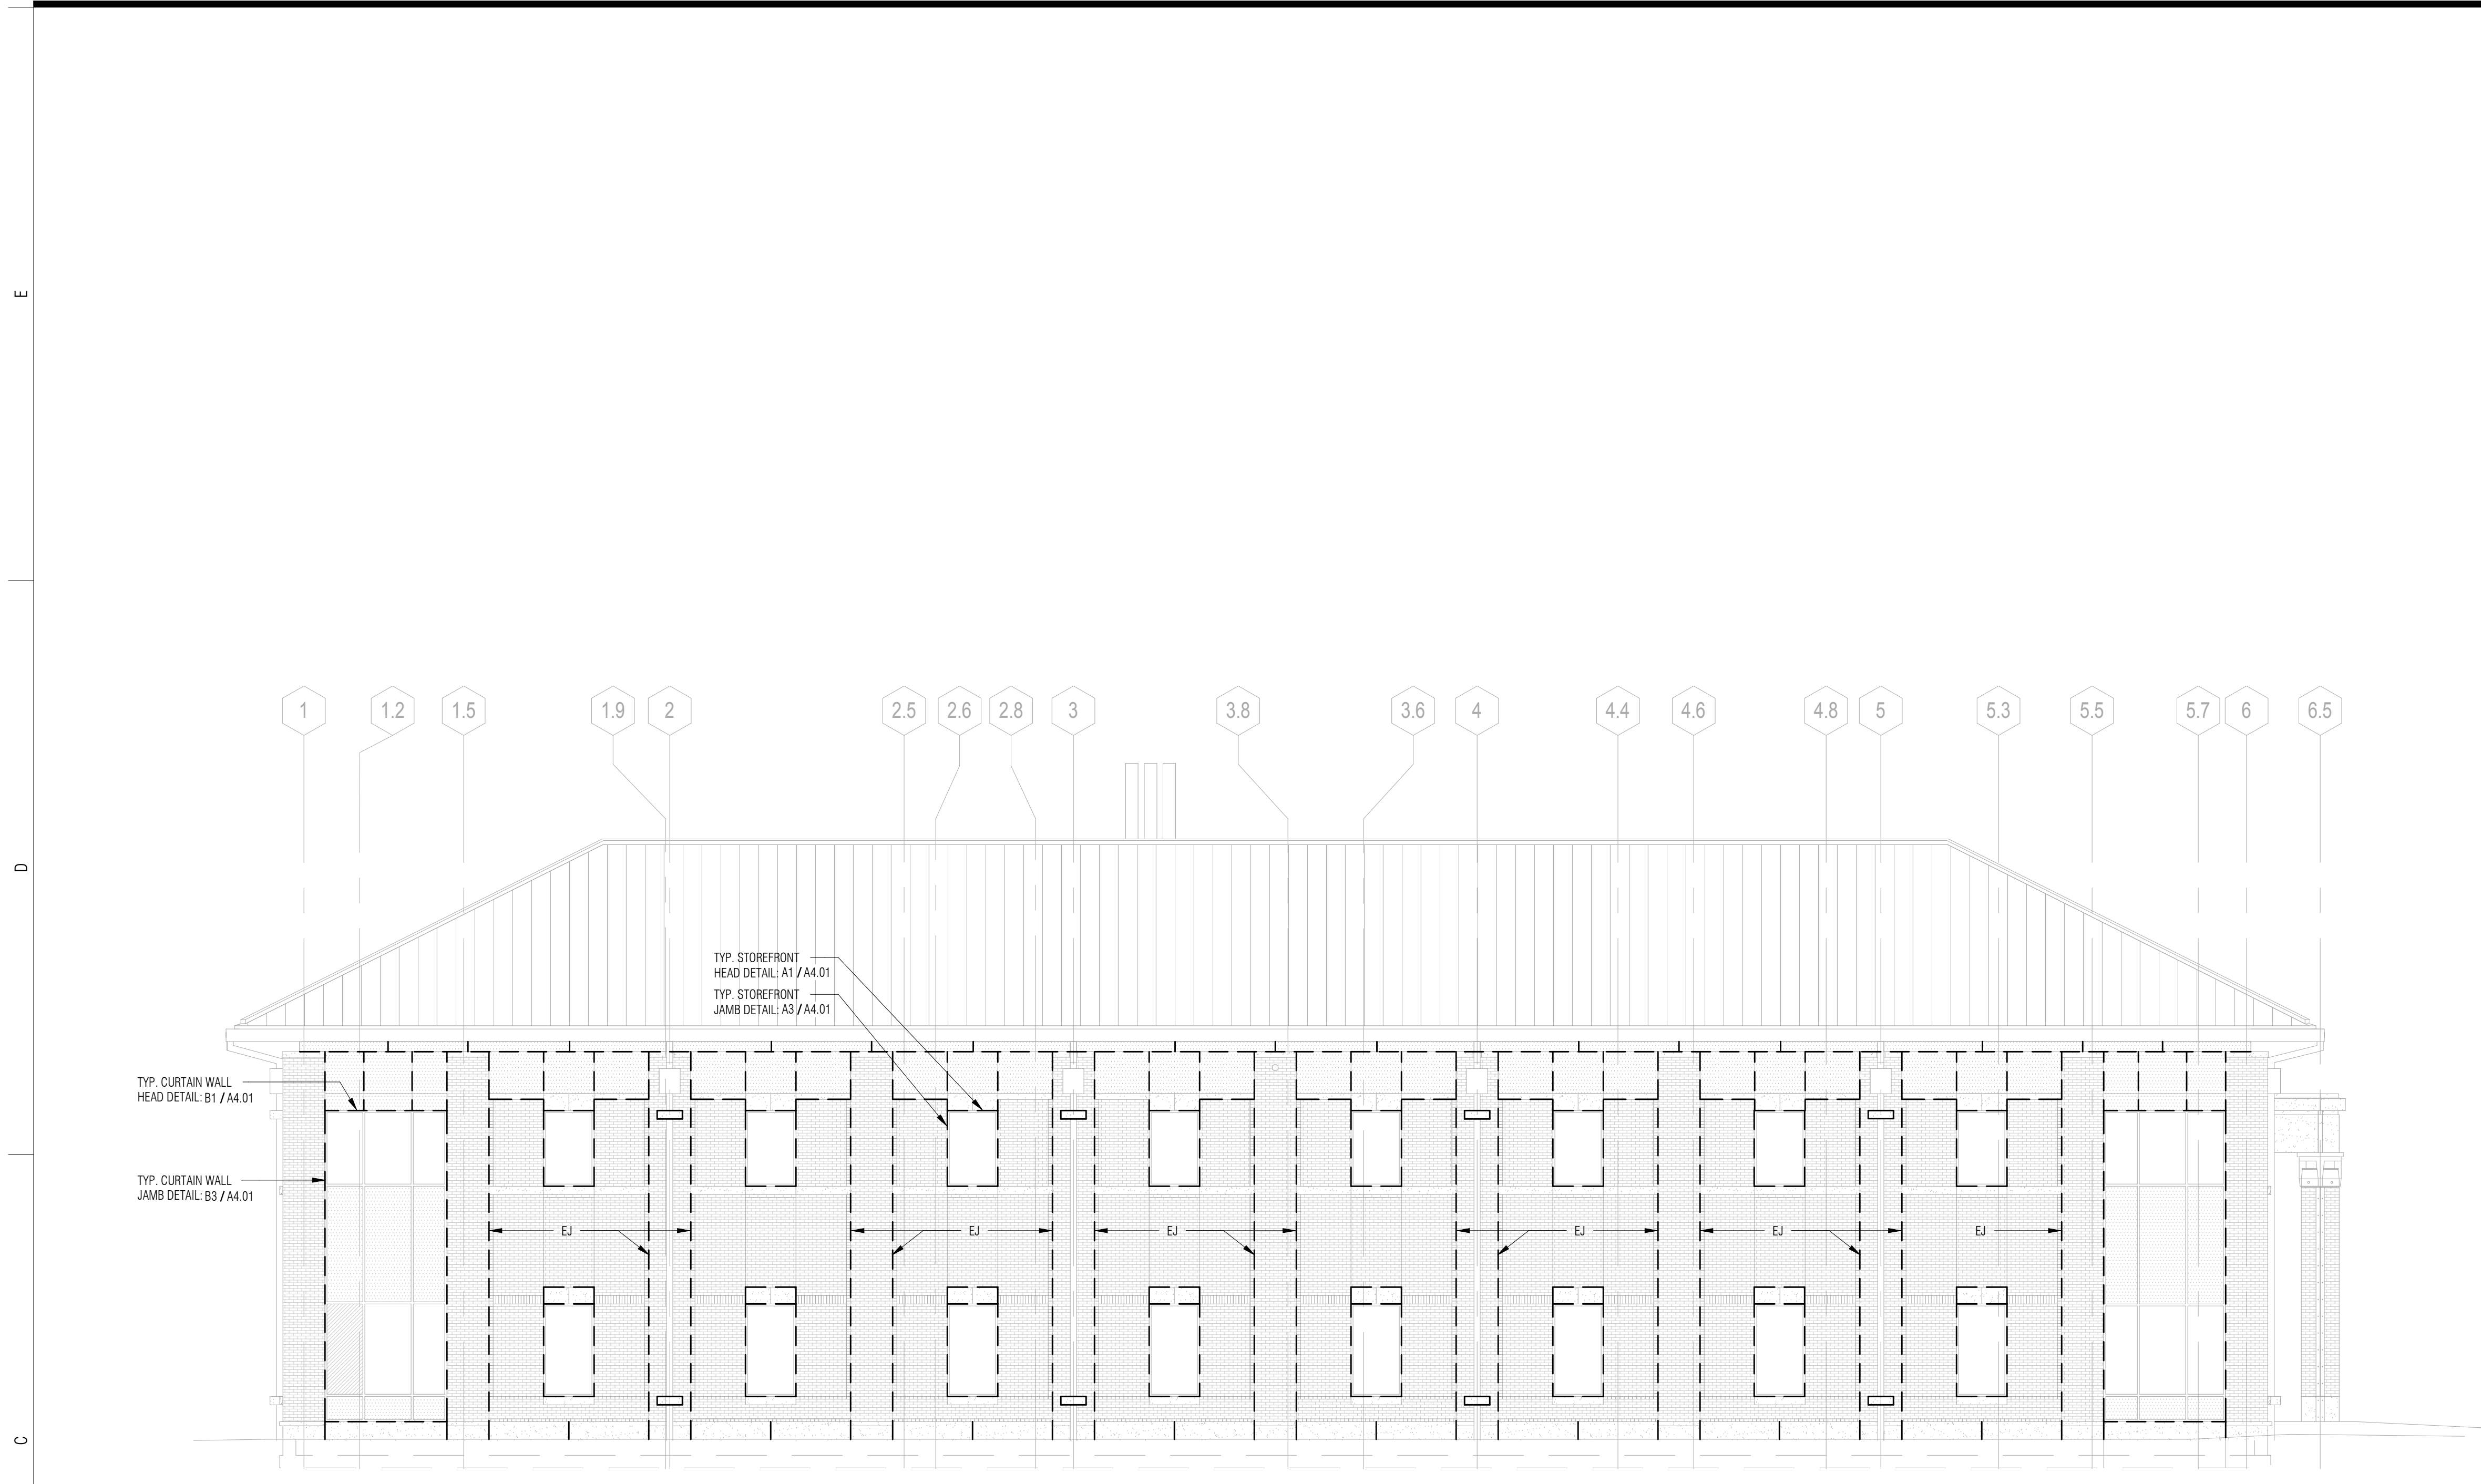 E
1
1.2
1.5
1.9
2
2.5
2.6
2.8
3
3.8
3.6
4
4.4
4.6
4.8
5
5.3
5.5
5.7
6
6.5
D
TYP. STOREFRONT
HEAD DETAIL: A1 / A4.01
TYP. STOREFRONT
JAMB DETAIL: A3 / A4.01
TYP. CURTAIN WALL
HEAD DETAIL: B1 / A4.01
TYP. CURTAIN WALL
JAMB DETAIL: B3 / A4.01
EJ
EJ
EJ
EJ
EJ
EJ
C